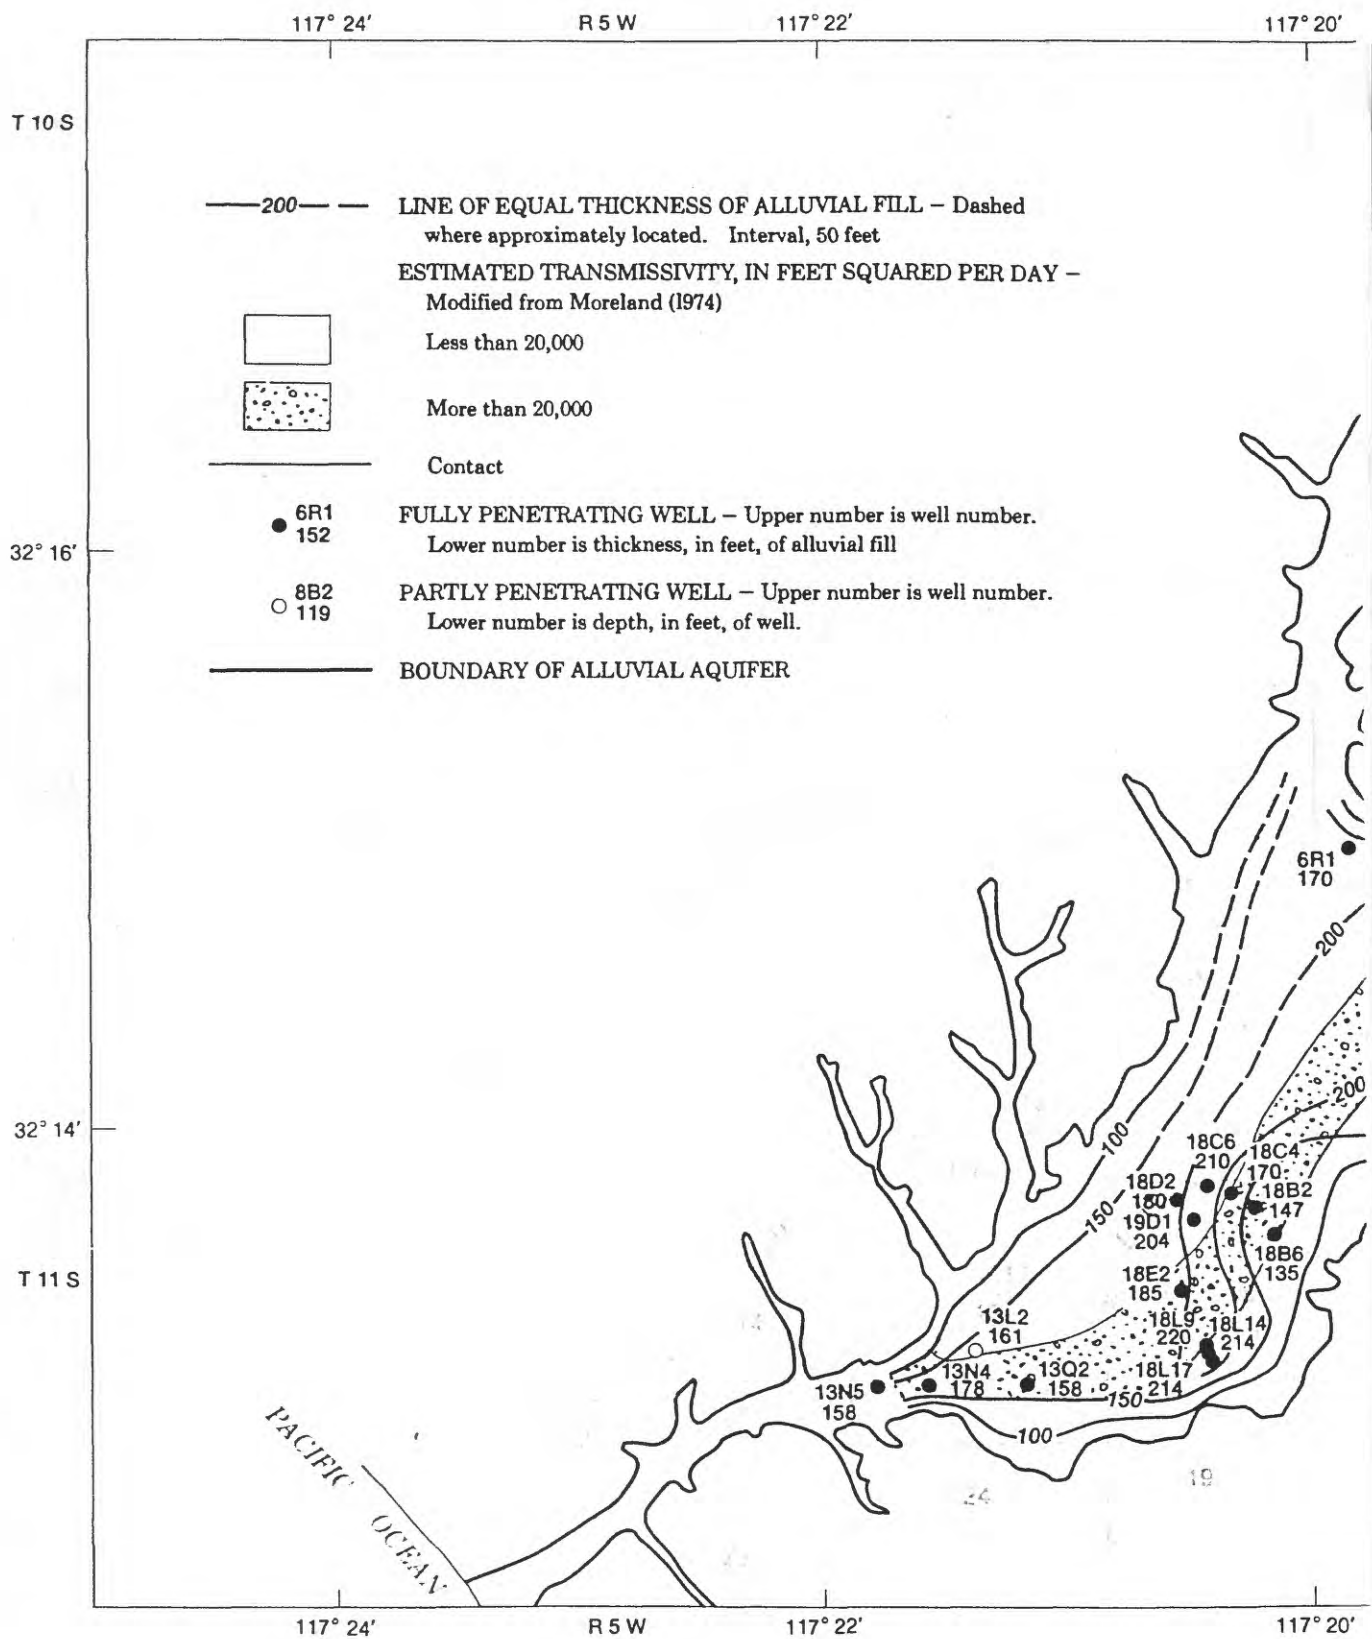 117° 24′ R 5 W 117° 22′ 117° 20′
T 10 S
200
LINE OF EQUAL THICKNESS OF ALLUVIAL FILL – Dashed
where approximately located. Interval, 50 feet
ESTIMATED TRANSMISSIVITY, IN FEET SQUARED PER DAY –
Modified from Moreland (1974)
Less than 20,000
More than 20,000
Contact
6R1
152
FULLY PENETRATING WELL – Upper number is well number.
Lower number is thickness, in feet, of alluvial fill
32° 16′
8B2
119
PARTLY PENETRATING WELL – Upper number is well number.
Lower number is depth, in feet, of well.
BOUNDARY OF ALLUVIAL AQUIFER
6R1
170
200
200
32° 14′
100
150
18C6
210
18C4
170
18D2
180
18B2
147
19D1
204
18B6
135
T 11 S
18E2
185
13L2
161
18L9
220
18L14
214
13N5
158
13N4
178
13Q2
158
18L17
214
150
100
19
24
PACIFIC
OCEAN
117° 24′ R 5 W 117° 22′ 117° 20′